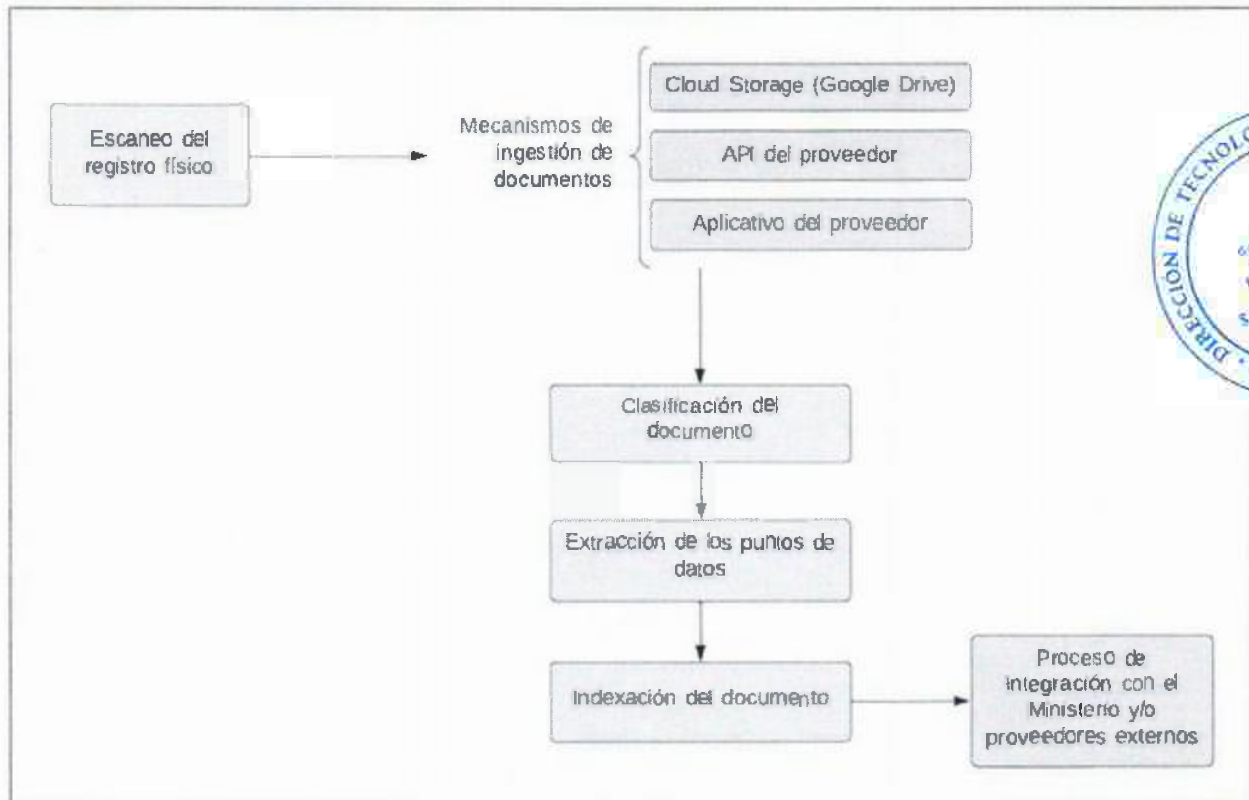 Escaneo del
registro físico
Mecanismos de
ingestión de
documentos
Cloud Storage (Google Drive)
API del proveedor
Aplicativo del proveedor
Clasificación del
documento
Extracción de los puntos de
datos
Indexación del documento
Proceso de
integración con el
Ministerio y/o
proveedores externos
DIRECCIÓN DE